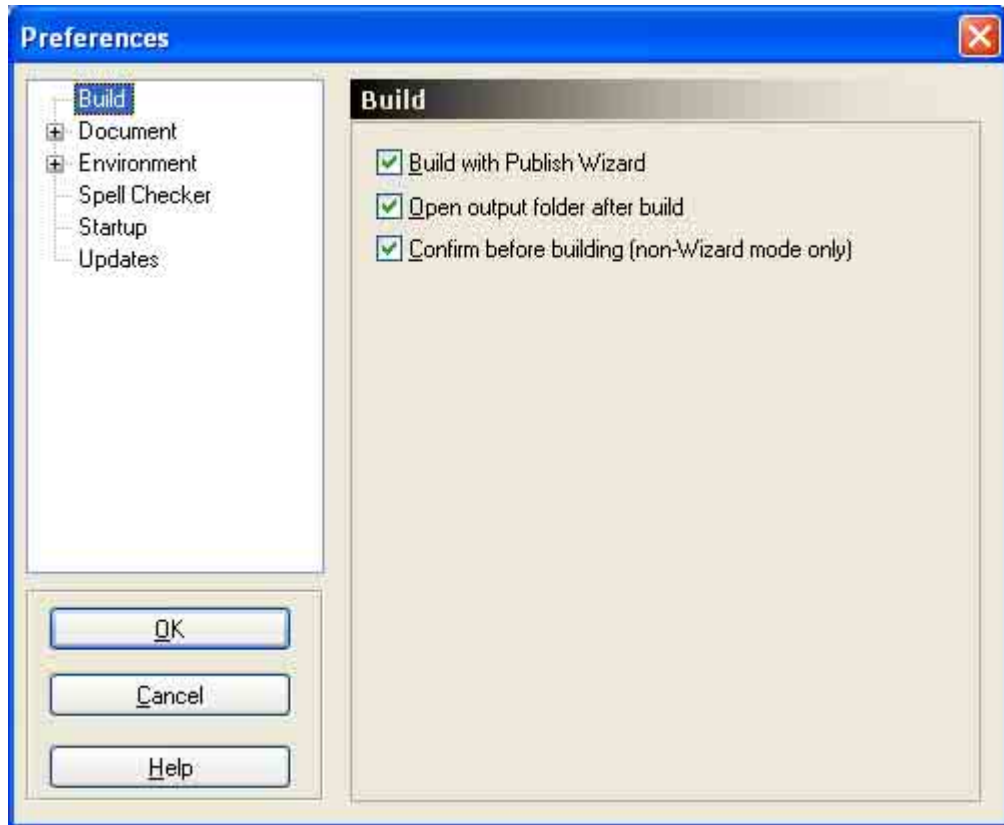 Preferences
Build
Document
Environment
Spell Checker
Startup
Updates
OK
Cancel
Help
Build
Build with Publish Wizard
Open output folder after build
Confirm before building (non-Wizard mode only)